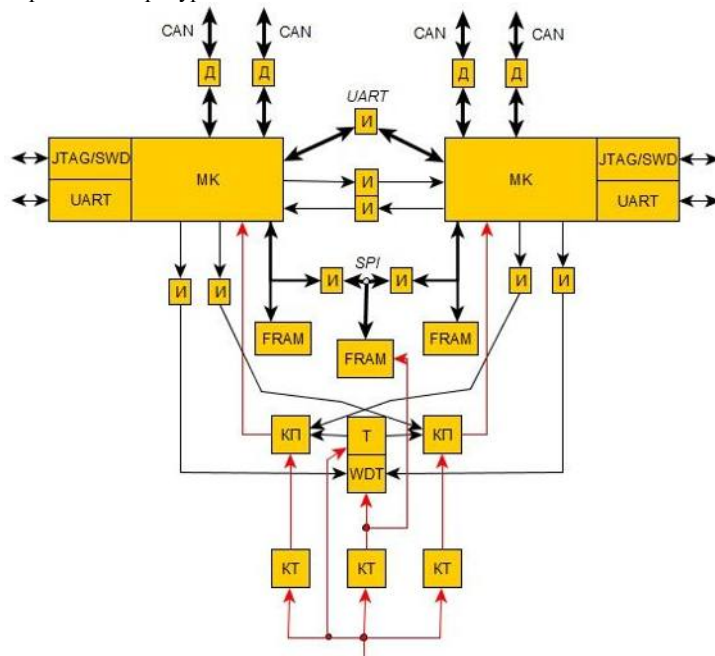 CAN
CAN
CAN
CAN
Д
Д
Д
Д
UART
И
JTAG/SWD
UART
МК
И
И
МК
JTAG/SWD
UART
SPI
И
И
И
И
И
И
FRAM
FRAM
FRAM
КП
Т
WDT
КП
КТ
КТ
КТ